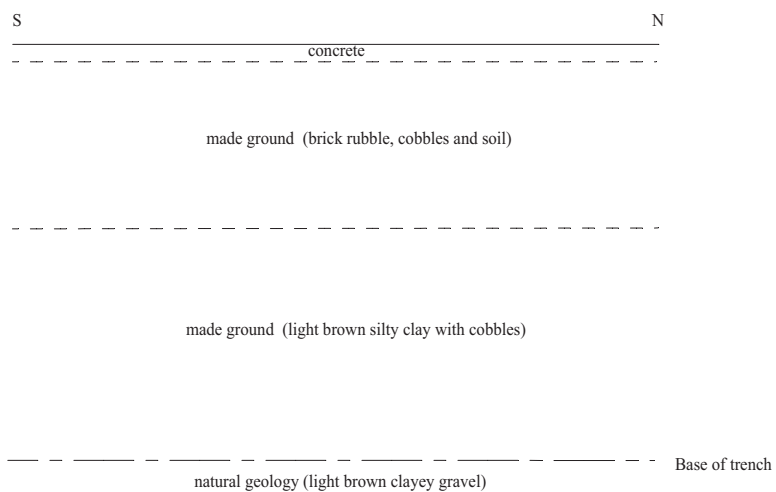 S N
concrete
made ground (brick rubble, cobbles and soil)
made ground (light brown silty clay with cobbles)
Base of trench
natural geology (light brown clayey gravel)